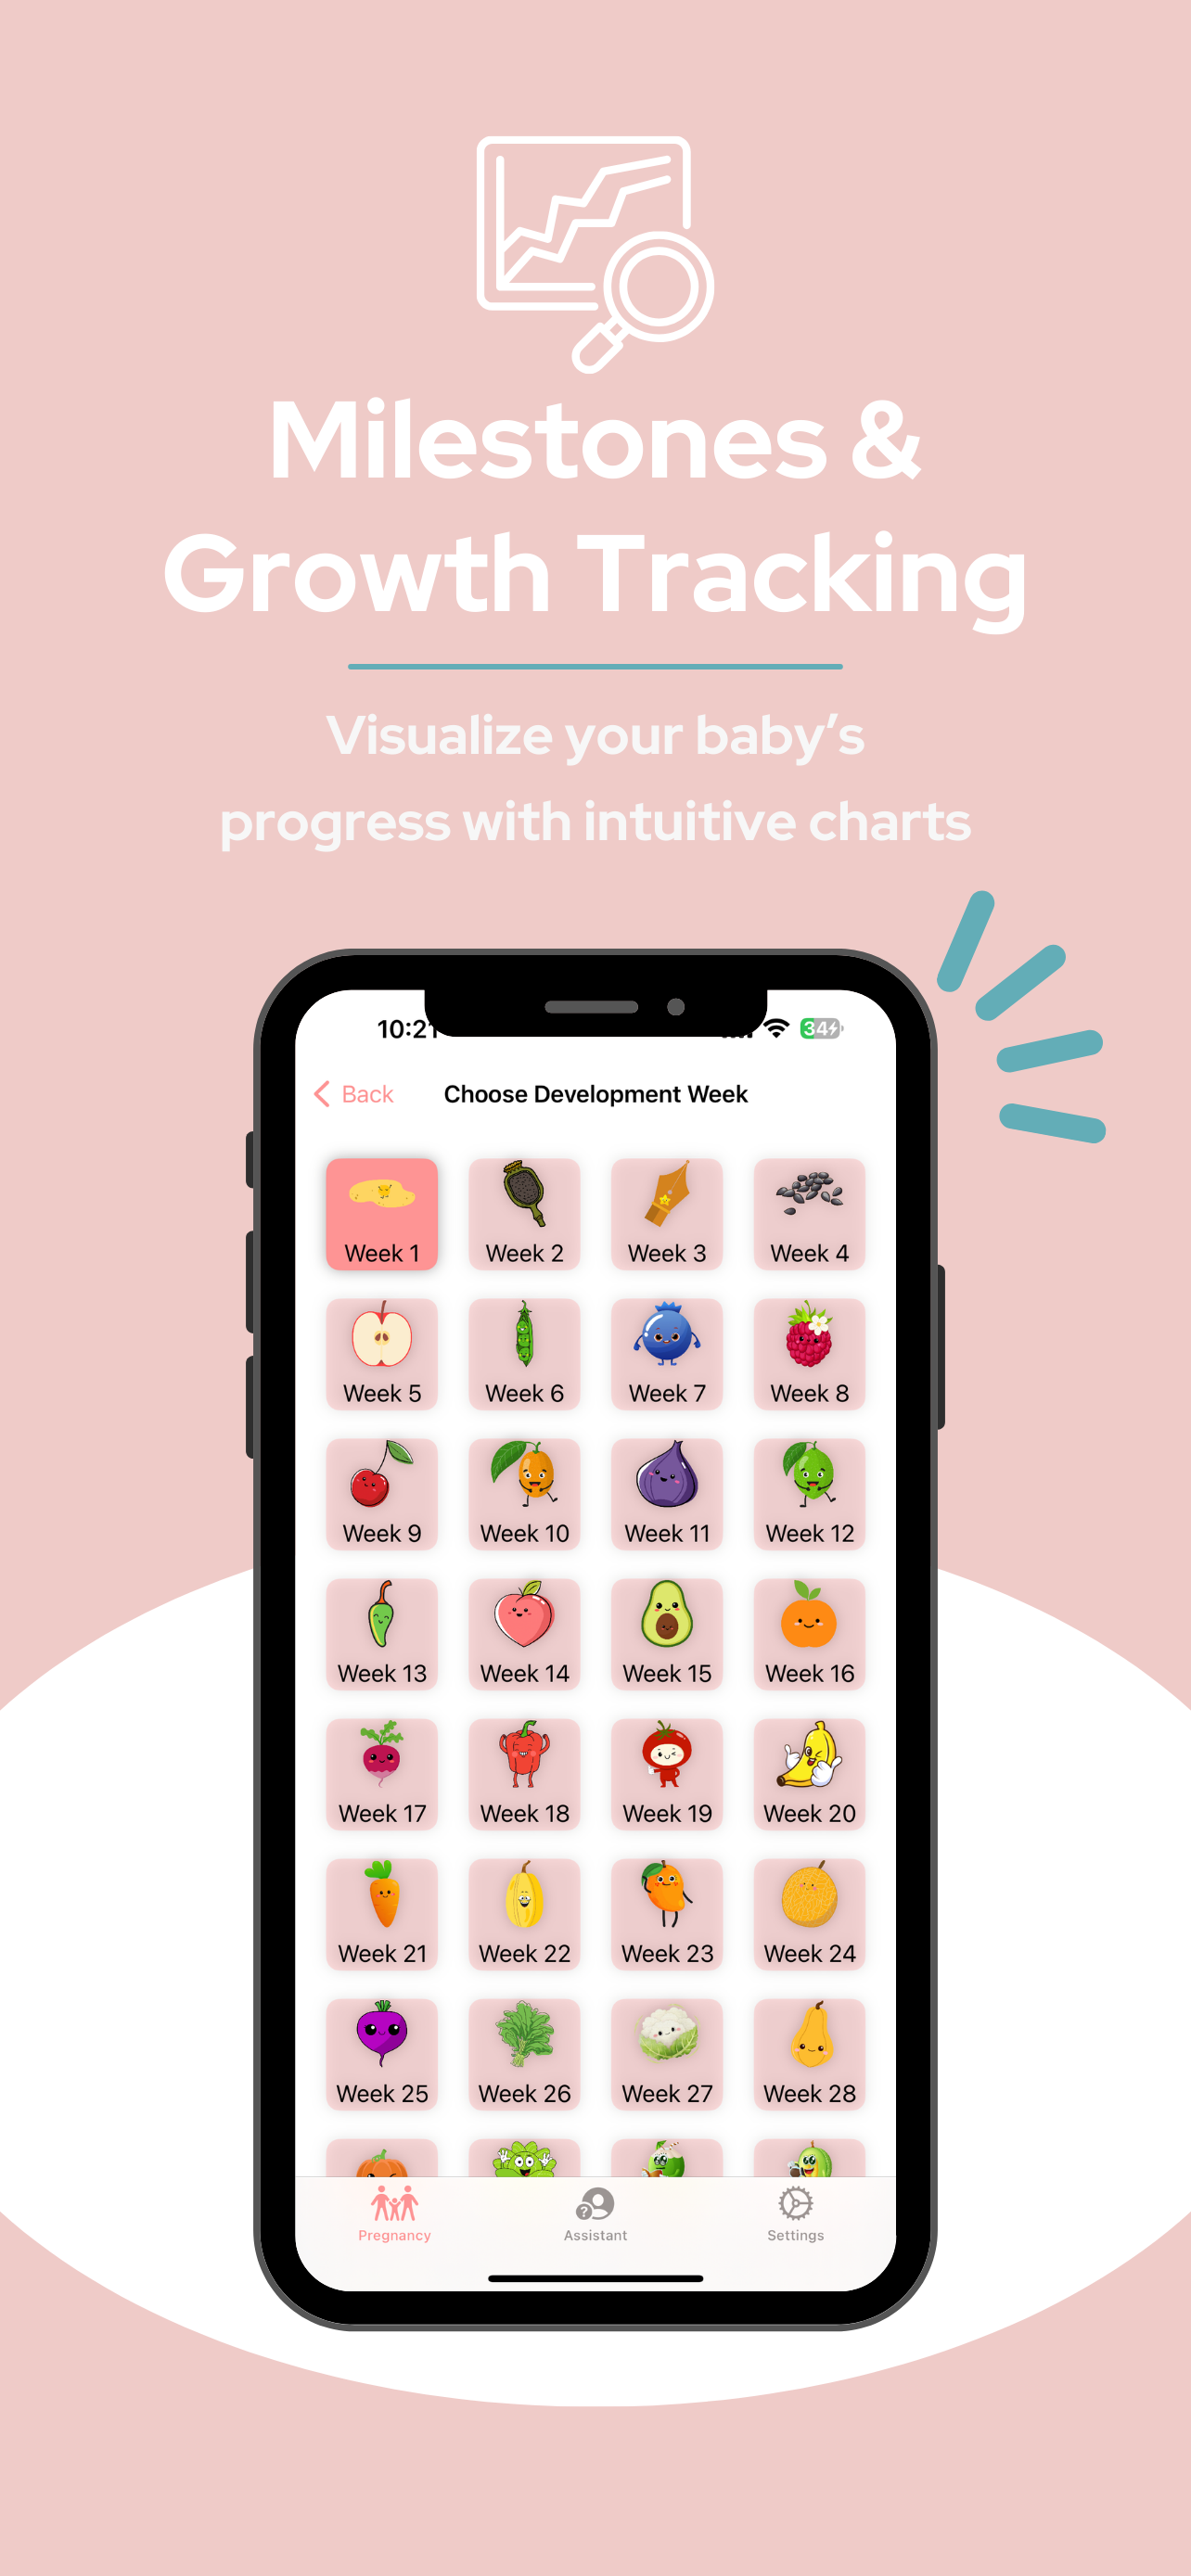 Milestones &
Growth Tracking
Visualize your baby’s
progress with intuitive charts
10:21
34
Back
Choose Development Week
Week 1
Week 2
Week 3
Week 4
Week 5
Week 6
Week 7
Week 8
Week 9
Week 10
Week 11
Week 12
Week 13
Week 14
Week 15
Week 16
Week 17
Week 18
Week 19
Week 20
Week 21
Week 22
Week 23
Week 24
Week 25
Week 26
Week 27
Week 28
Pregnancy
Assistant
Settings